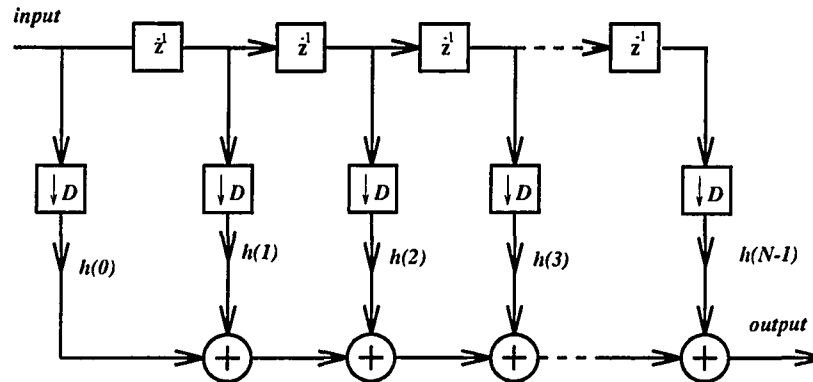 input
z⁻¹ z⁻¹ z⁻¹ z⁻¹
↓D ↓D ↓D ↓D ↓D
h(0) h(1) h(2) h(3) h(N-1)
output
+ + + +